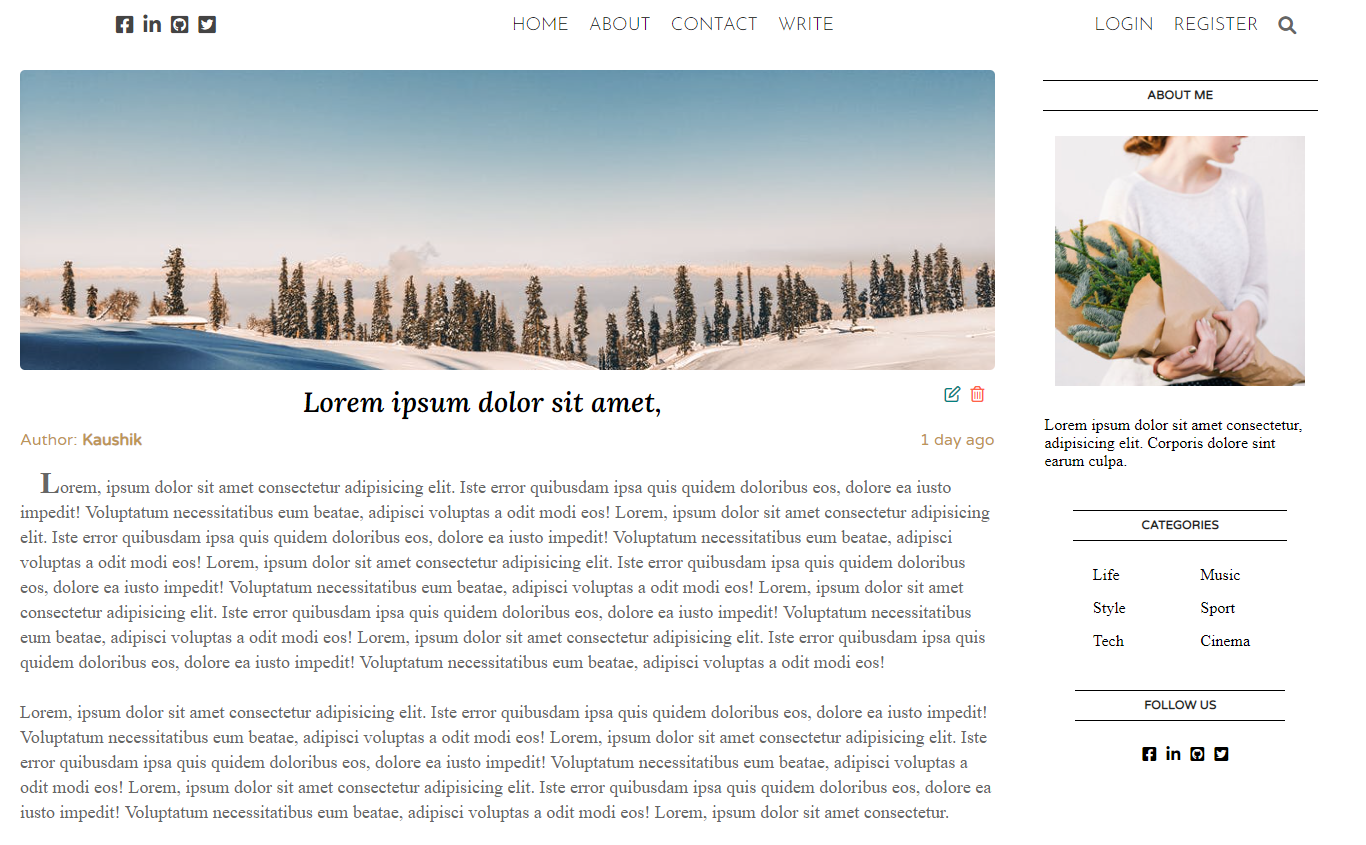 HOME ABOUT CONTACT WRITE
LOGIN REGISTER
Lorem ipsum dolor sit amet,
Author: Kaushik
1 day ago
Lorem, ipsum dolor sit amet consectetur adipisicing elit. Iste error quibusdam ipsa quis quidem doloribus eos, dolore ea iusto
impedit! Voluptatum necessitatibus eum beatae, adipisci voluptas a odit modi eos! Lorem, ipsum dolor sit amet consectetur adipisicing
elit. Iste error quibusdam ipsa quis quidem doloribus eos, dolore ea iusto impedit! Voluptatum necessitatibus eum beatae, adipisci
voluptas a odit modi eos! Lorem, ipsum dolor sit amet consectetur adipisicing elit. Iste error quibusdam ipsa quis quidem doloribus
eos, dolore ea iusto impedit! Voluptatum necessitatibus eum beatae, adipisci voluptas a odit modi eos! Lorem, ipsum dolor sit amet
consectetur adipisicing elit. Iste error quibusdam ipsa quis quidem doloribus eos, dolore ea iusto impedit! Voluptatum necessitatibus
eum beatae, adipisci voluptas a odit modi eos! Lorem, ipsum dolor sit amet consectetur adipisicing elit. Iste error quibusdam ipsa quis
quidem doloribus eos, dolore ea iusto impedit! Voluptatum necessitatibus eum beatae, adipisci voluptas a odit modi eos!
Lorem, ipsum dolor sit amet consectetur adipisicing elit. Iste error quibusdam ipsa quis quidem doloribus eos, dolore ea iusto impedit!
Voluptatum necessitatibus eum beatae, adipisci voluptas a odit modi eos! Lorem, ipsum dolor sit amet consectetur adipisicing elit. Iste
error quibusdam ipsa quis quidem doloribus eos, dolore ea iusto impedit! Voluptatum necessitatibus eum beatae, adipisci voluptas a
odit modi eos! Lorem, ipsum dolor sit amet consectetur adipisicing elit. Iste error quibusdam ipsa quis quidem doloribus eos, dolore ea
iusto impedit! Voluptatum necessitatibus eum beatae, adipisci voluptas a odit modi eos! Lorem, ipsum dolor sit amet consectetur.
ABOUT ME
Lorem ipsum dolor sit amet consectetur,
adipisicing elit. Corporis dolore sint
earum culpa.
CATEGORIES
Life Music
Style Sport
Tech Cinema
FOLLOW US